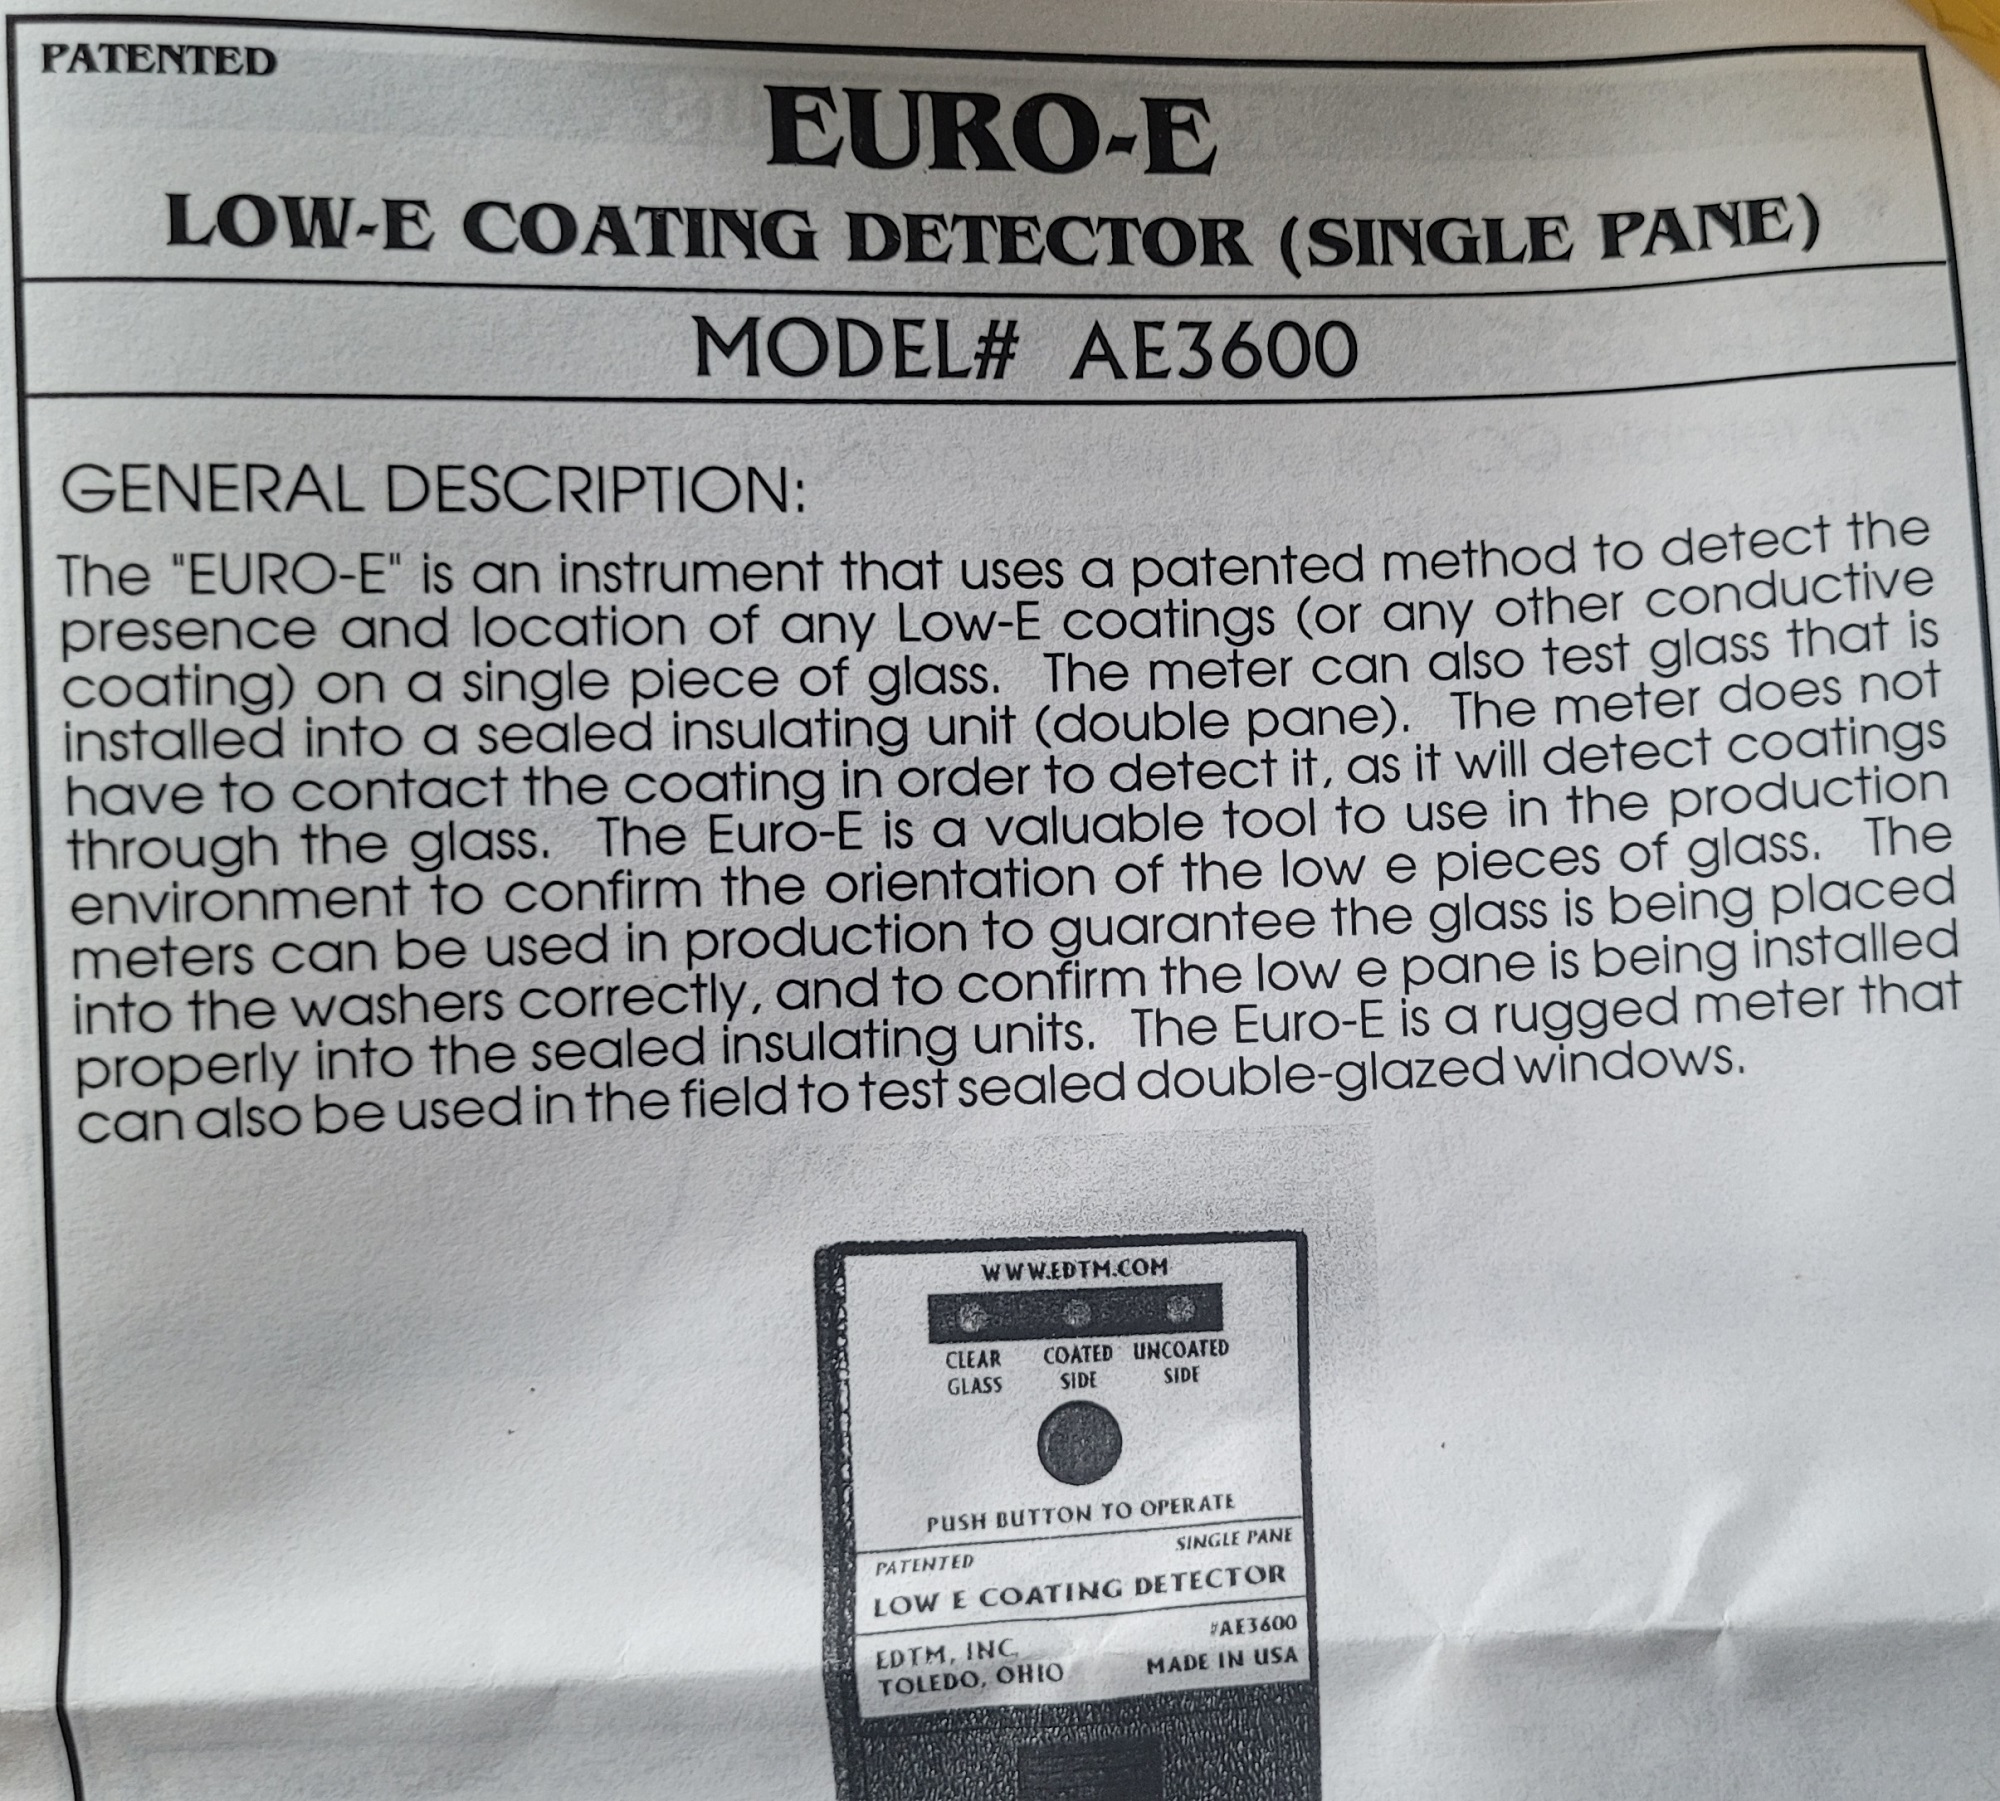 PATENTED
EURO-E
LOW-E COATING DETECTOR (SINGLE PANE)
MODEL# AE3600
GENERAL DESCRIPTION:
The "EURO-E" is an instrument that uses a patented method to detect the
presence and location of any Low-E coatings (or any other conductive
coating) on a single piece of glass. The meter can also test glass that is
installed into a sealed insulating unit (double pane). The meter does not
have to contact the coating in order to detect it, as it will detect coatings
through the glass. The Euro-E is a valuable tool to use in the production
environment to confirm the orientation of the low e pieces of glass. The
meters can be used in production to guarantee the glass is being placed
into the washers correctly, and to confirm the low e pane is being installed
properly into the sealed insulating units. The Euro-E is a rugged meter that
can also be used in the field to test sealed double-glazed windows.
WWW.EDTM.COM
CLEAR COATED UNCOATED
GLASS SIDE SIDE
PUSH BUTTON TO OPERATE
PATENTED SINGLE PANE
LOW E COATING DETECTOR
EDTM, INC #AE3600
TOLEDO, OHIO MADE IN USA